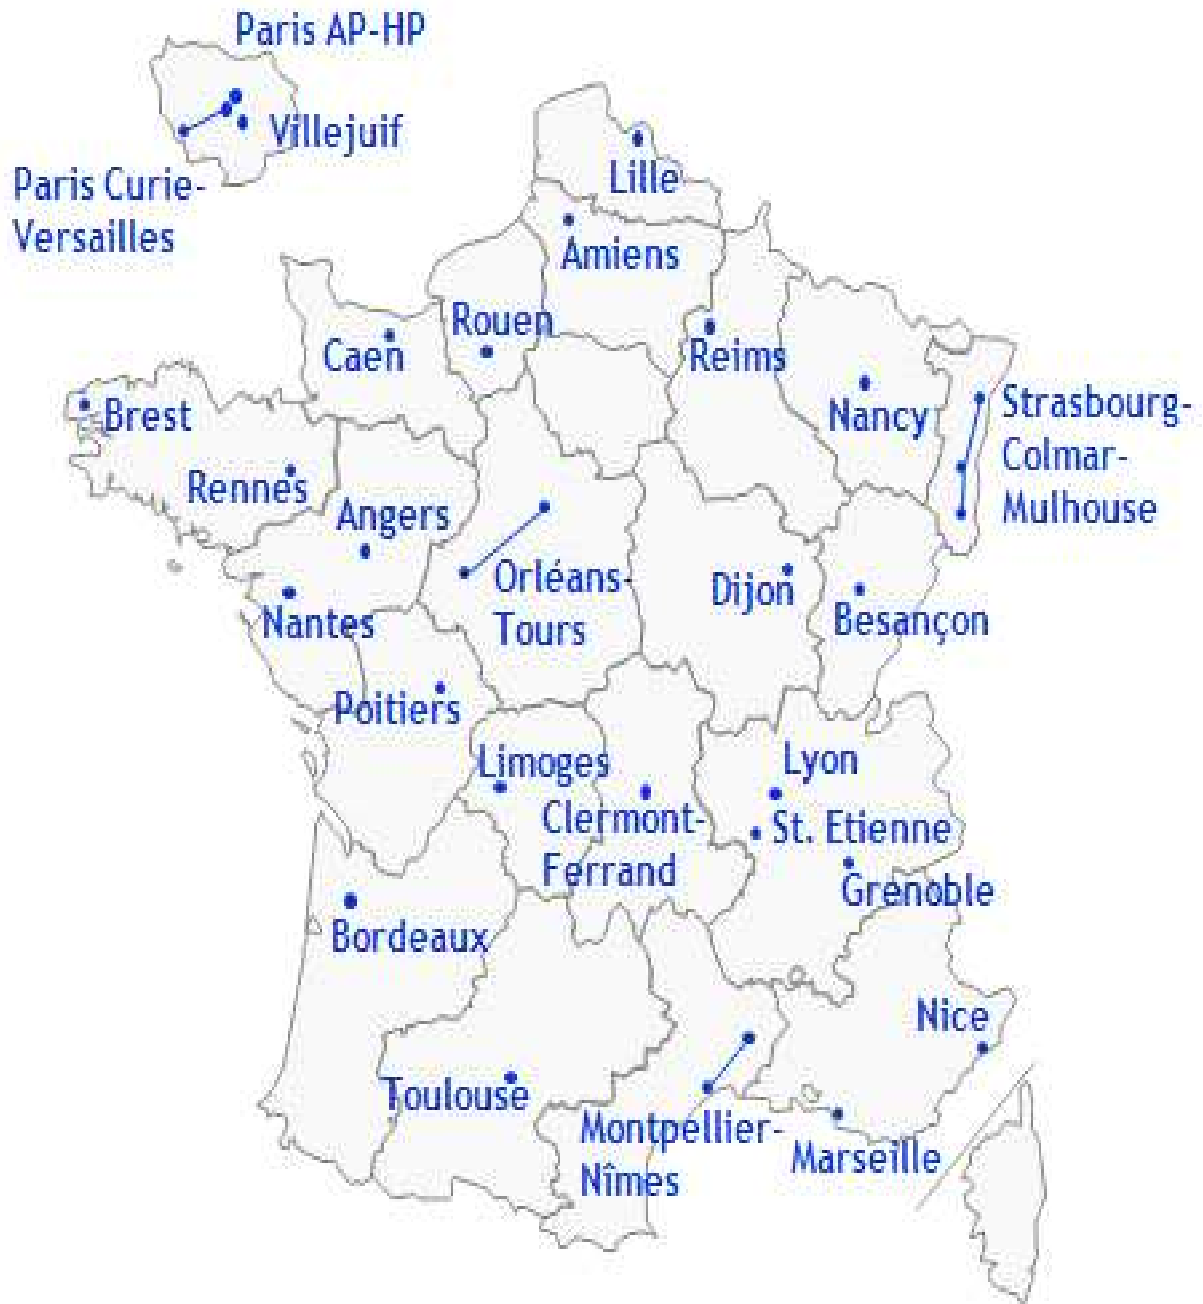 Paris AP-HP
Villejuif
Paris Curie-
Versailles
Lille
Amiens
Rouen
Caen
Reims
Nancy
Strasbourg-
Colmar-
Mulhouse
Brest
Rennes
Angers
Nantes
Orléans-
Tours
Dijon
Besançon
Poitiers
Limoges
Clermont-
Ferrand
Lyon
St. Etienne
Grenoble
Bordeaux
Toulouse
Montpellier-
Nîmes
Nice
Marseille